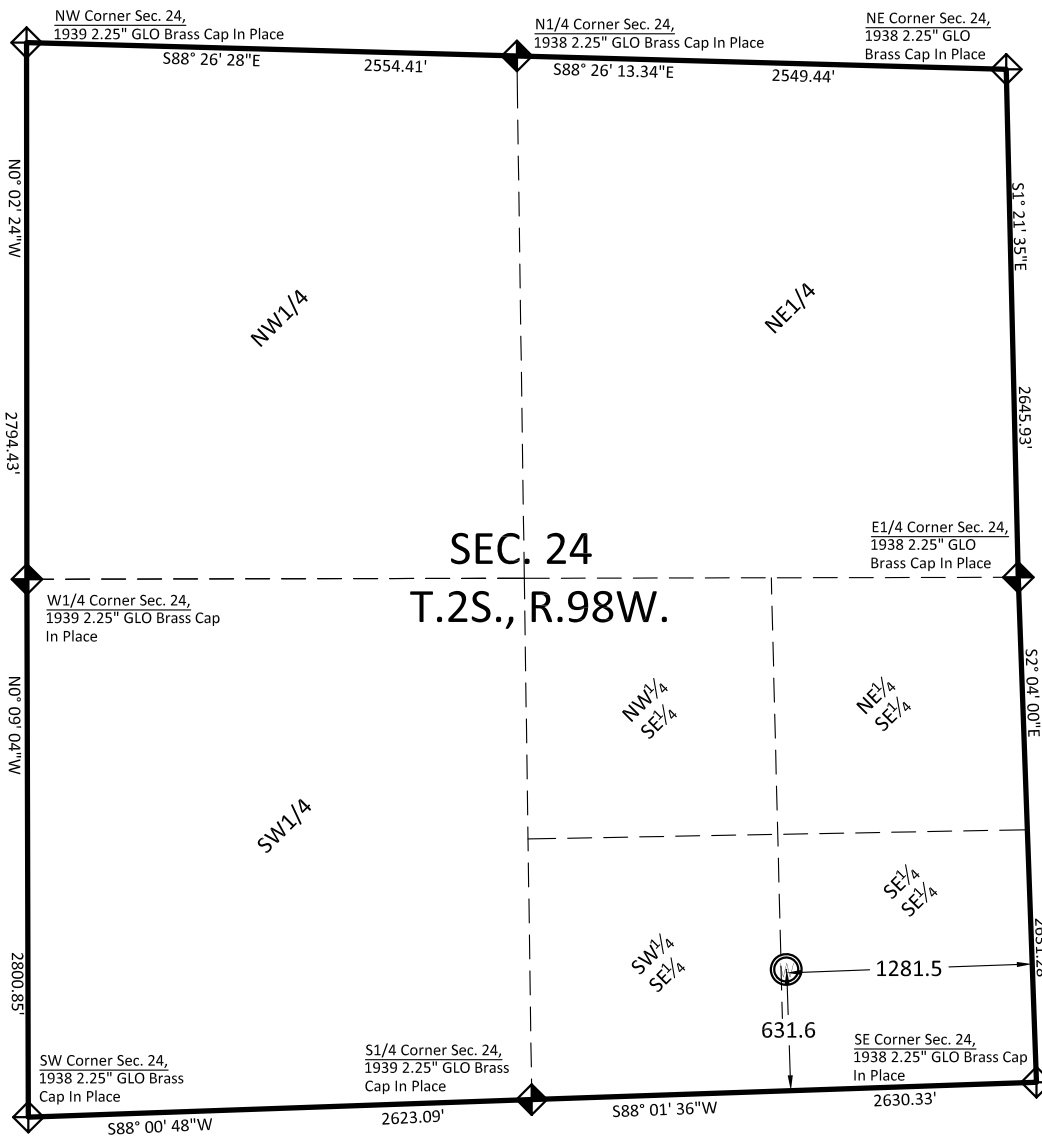 NW Corner Sec. 24,
1939 2.25" GLO Brass Cap In Place
N1/4 Corner Sec. 24,
1938 2.25" GLO Brass Cap In Place
NE Corner Sec. 24,
1938 2.25" GLO
Brass Cap In Place
S88° 26' 28"E
2554.41'
S88° 26' 13.34"E
2549.44'
N0° 02' 24"W
2794.43'
S1° 21' 35"E
2645.93'
NW1/4
NE1/4
SEC. 24
T.2S., R.98W.
E1/4 Corner Sec. 24,
1938 2.25" GLO
Brass Cap In Place
W1/4 Corner Sec. 24,
1939 2.25" GLO Brass Cap
In Place
N0° 09' 04"W
2800.85'
S2° 04' 00"E
NW1/4
SE1/4
NE1/4
SE1/4
SW1/4
SE1/4
SE1/4
SW1/4
SE1/4
1281.5
631.6
SW Corner Sec. 24,
1938 2.25" GLO Brass
Cap In Place
S1/4 Corner Sec. 24,
1939 2.25" GLO Brass
Cap In Place
SE Corner Sec. 24,
1938 2.25" GLO Brass Cap
In Place
S88° 00' 48"W
2623.09'
S88° 01' 36"W
2630.33'